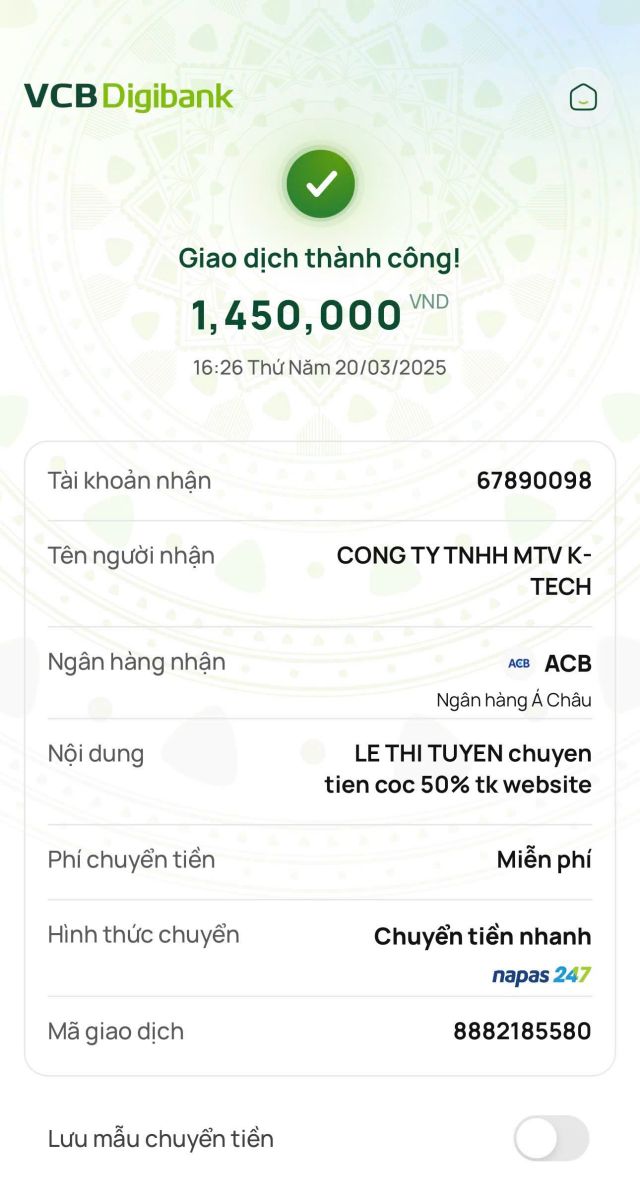 VCB Digibank
Giao dịch thành công!
1,450,000 VND
16:26 Thứ Năm 20/03/2025
Tài khoản nhận 67890098
Tên người nhận CONG TY TNHH MTV K-
TECH
Ngân hàng nhận ACB ACB
Ngân hàng Á Châu
Nội dung LE THI TUYEN chuyen
tien coc 50% tk website
Phí chuyển tiền Miễn phí
Hình thức chuyển Chuyển tiền nhanh
napas 247
Mã giao dịch 8882185580
Lưu mẫu chuyển tiền